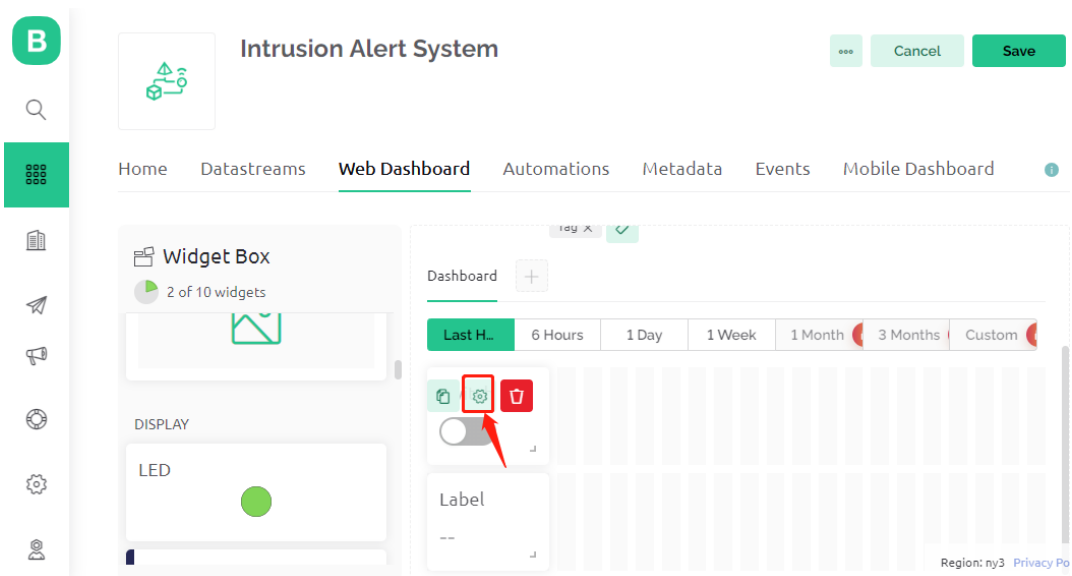 B
Intrusion Alert System
Cancel
Save
Home Datastreams Web Dashboard Automations Metadata Events Mobile Dashboard
Widget Box
2 of 10 widgets
Tag X
Dashboard
Last H... 6 Hours 1 Day 1 Week 1 Month 3 Months Custom
DISPLAY
LED
Label
--
Region: ny3 Privacy Po